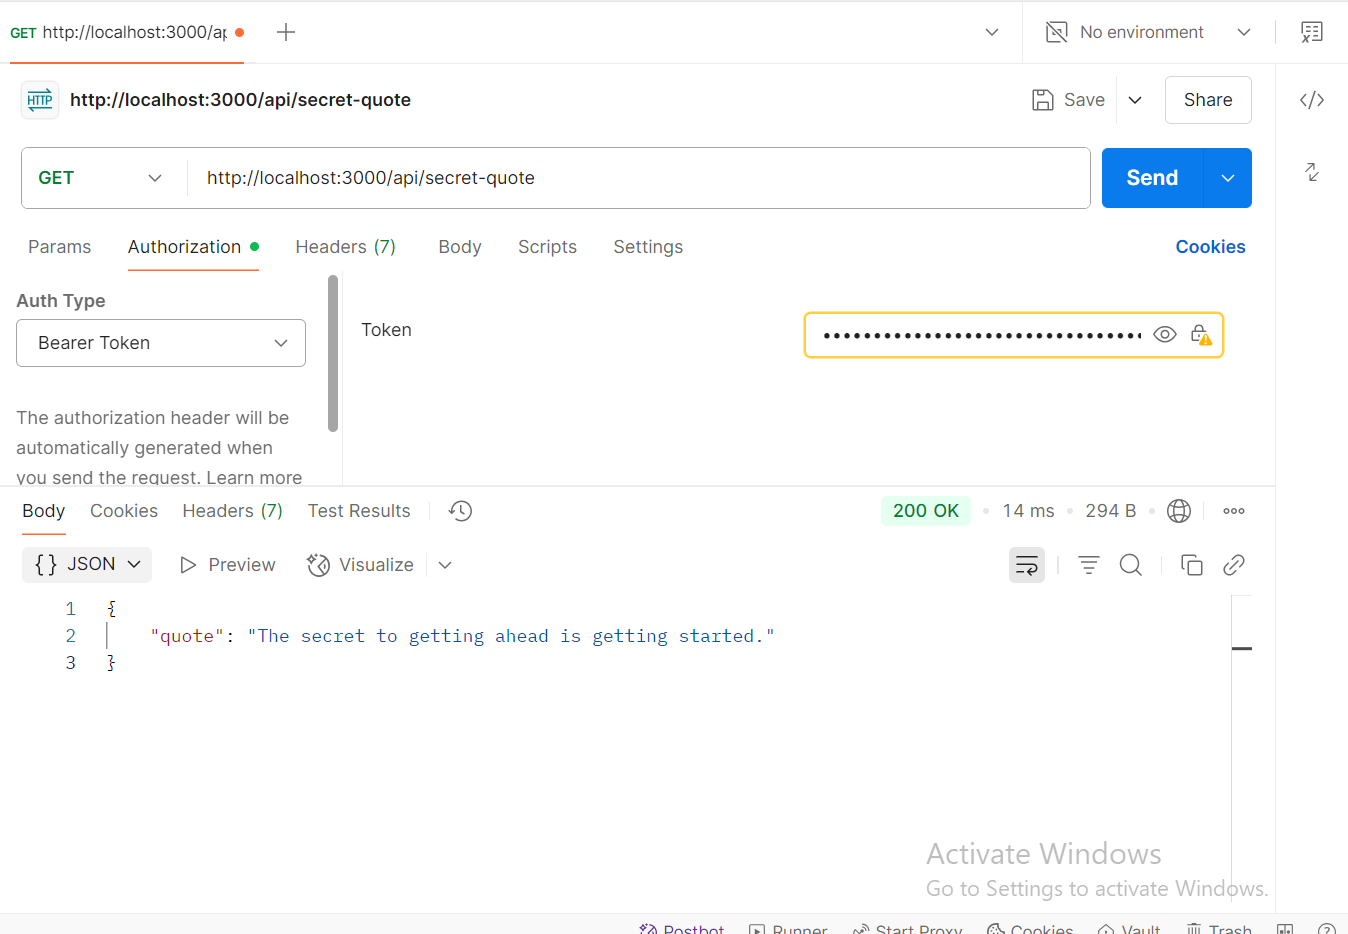 GET http://localhost:3000/ap
No environment
HTTP http://localhost:3000/api/secret-quote
Save
Share
GET http://localhost:3000/api/secret-quote
Send
Params Authorization Headers (7) Body Scripts Settings Cookies
Auth Type
Bearer Token
Token
The authorization header will be
automatically generated when
you send the request. Learn more
Body Cookies Headers (7) Test Results
200 OK • 14 ms • 294 B •
{} JSON Preview Visualize
1 {
2 "quote": "The secret to getting ahead is getting started."
3 }
Activate Windows
Go to Settings to activate Windows.
Postbot Runner Start Proxy Cookies Vault Trash